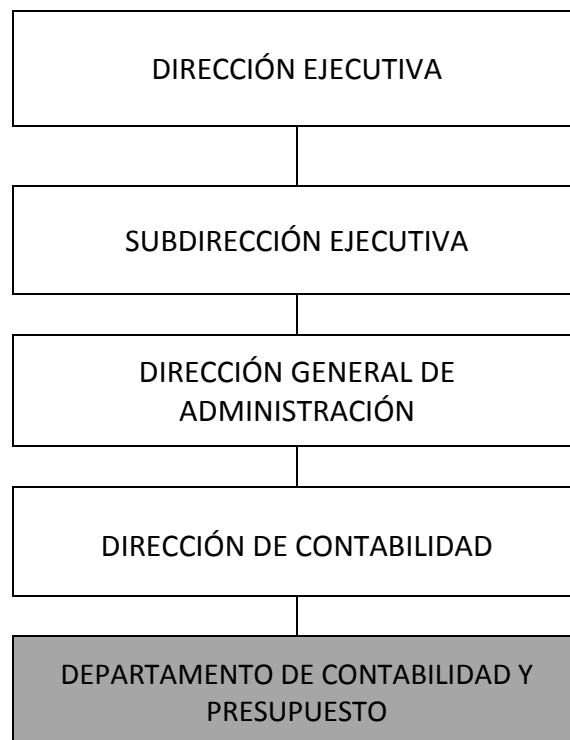 DIRECCIÓN EJECUTIVA
SUBDIRECCIÓN EJECUTIVA
DIRECCIÓN GENERAL DE
ADMINISTRACIÓN
DIRECCIÓN DE CONTABILIDAD
DEPARTAMENTO DE CONTABILIDAD Y
PRESUPUESTO